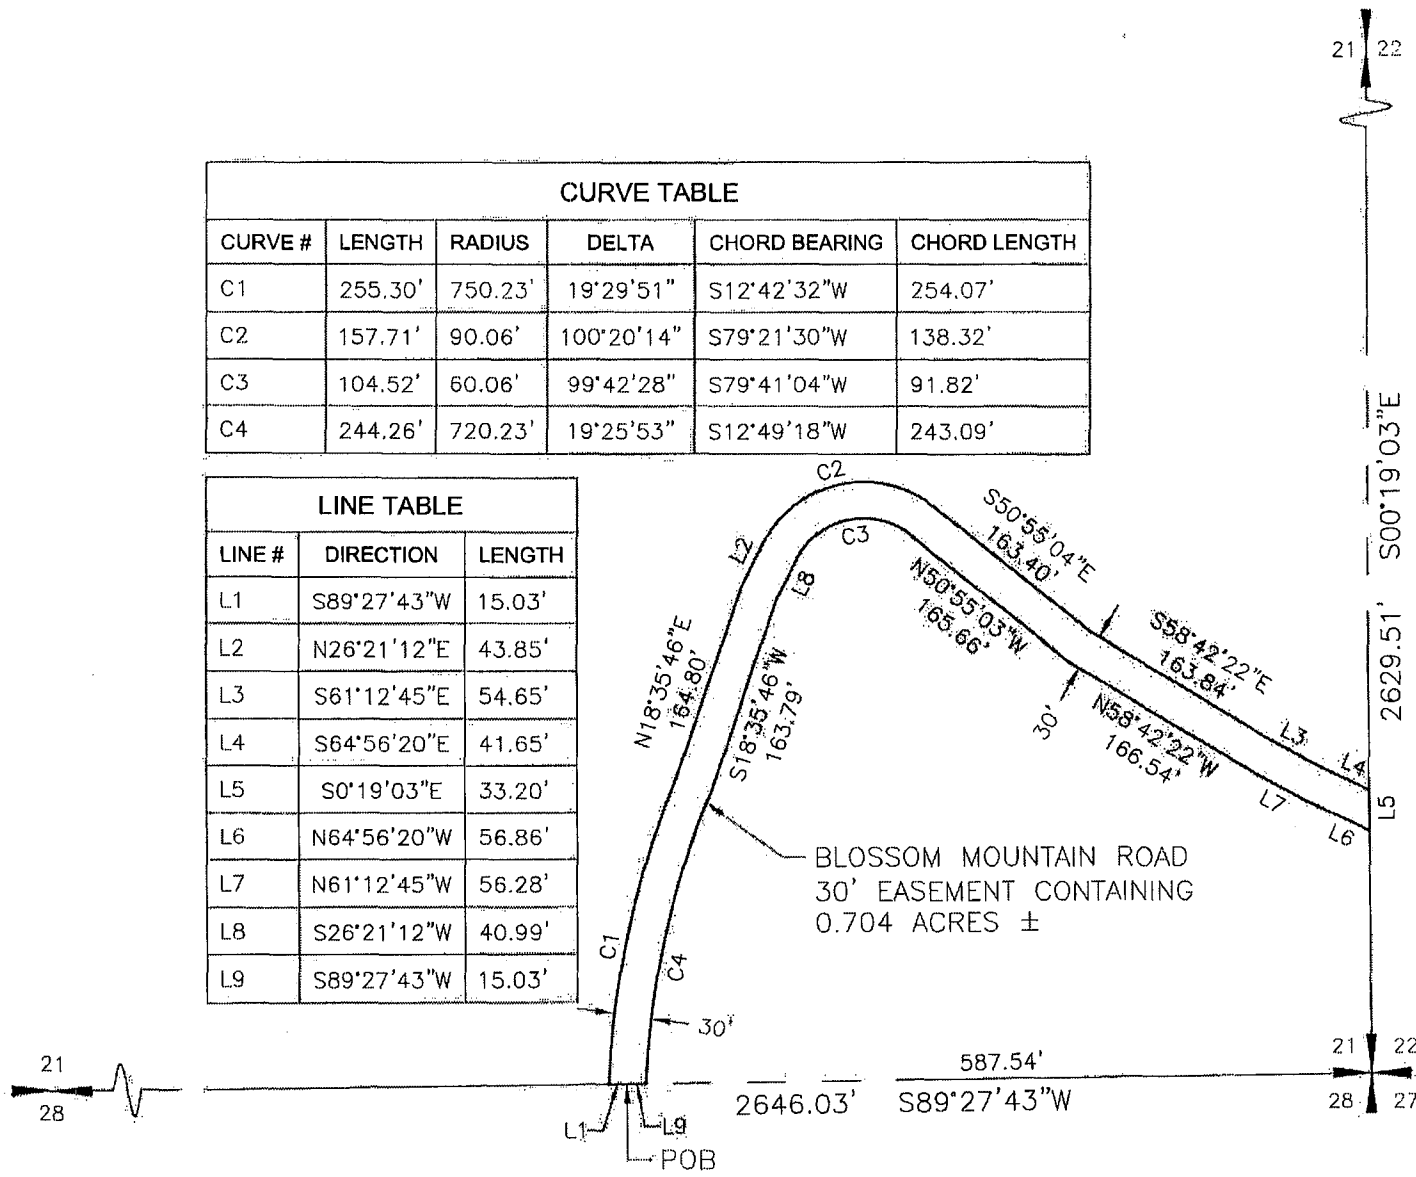 21 22
CURVE TABLE
CURVE # LENGTH RADIUS DELTA CHORD BEARING CHORD LENGTH
C1 255.30' 750.23' 19°29'51" S12°42'32"W 254.07'
C2 157.71' 90.06' 100°20'14" S79°21'30"W 138.32'
C3 104.52' 60.06' 99°42'28" S79°41'04"W 91.82'
C4 244.26' 720.23' 19°25'53" S12°49'18"W 243.09'
LINE TABLE
LINE # DIRECTION LENGTH
L1 S89°27'43"W 15.03'
L2 N26°21'12"E 43.85'
L3 S61°12'45"E 54.65'
L4 S64°56'20"E 41.65'
L5 S0°19'03"E 33.20'
L6 N64°56'20"W 56.86'
L7 N61°12'45"W 56.28'
L8 S26°21'12"W 40.99'
L9 S89°27'43"W 15.03'
C2
C3
L2
L8
S50°55'04"E
163.40'
N50°55'03"W
165.66'
S58°42'22"E
163.84'
N58°42'22"W
166.54'
30'
L3
L4
L5
L6
L7
2629.51' S00°19'03"E
N18°35'46"E
164.80'
S18°35'46"W
163.79'
BLOSSOM MOUNTAIN ROAD
30' EASEMENT CONTAINING
0.704 ACRES ±
C1
C4
30'
21
28
587.54'
2646.03' S89°27'43"W
21 22
28 27
L1
L9
POB